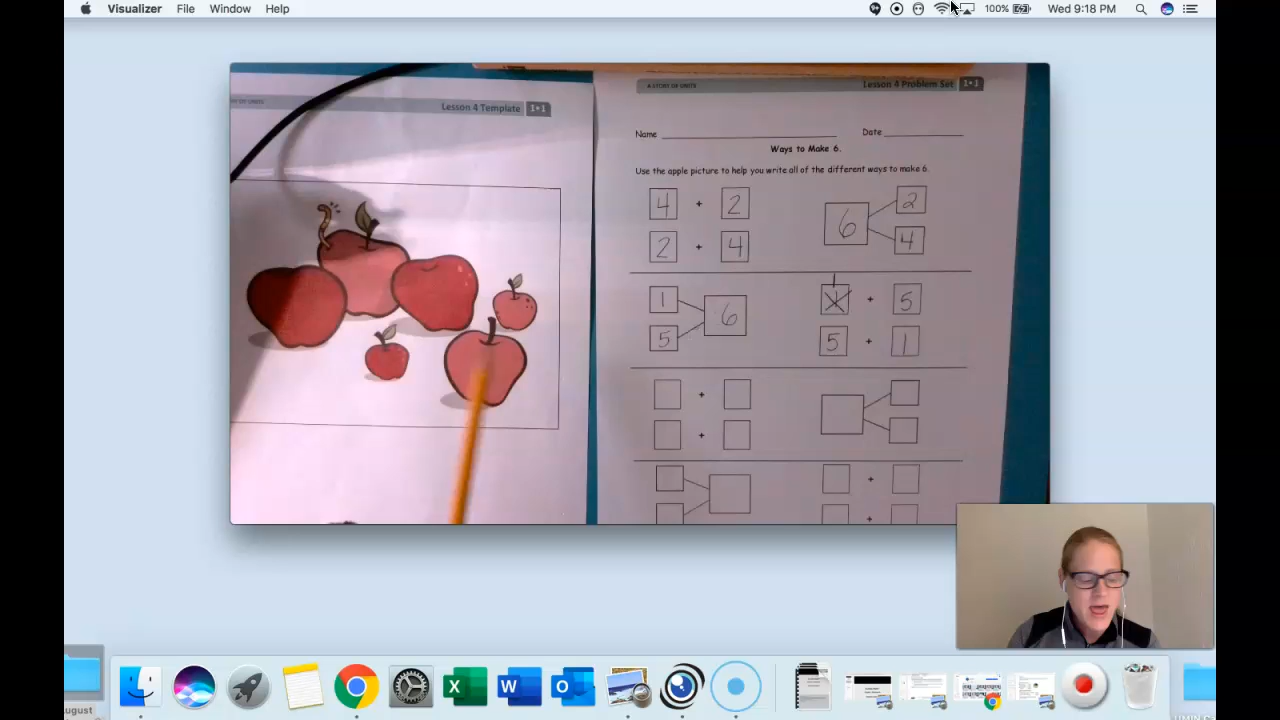 Visualizer File Window Help 100% Wed 9:18 PM
Lesson 4 Template 1•1
A STORY OF UNITS Lesson 4 Problem Set 1•1
Name Date
Ways to Make 6.
Use the apple picture to help you write all of the different ways to make 6.
4 + 2
2 + 4
6 2
4
1 6
5
1
+ 5
5 + 1
+
+
+
+
X W O
August